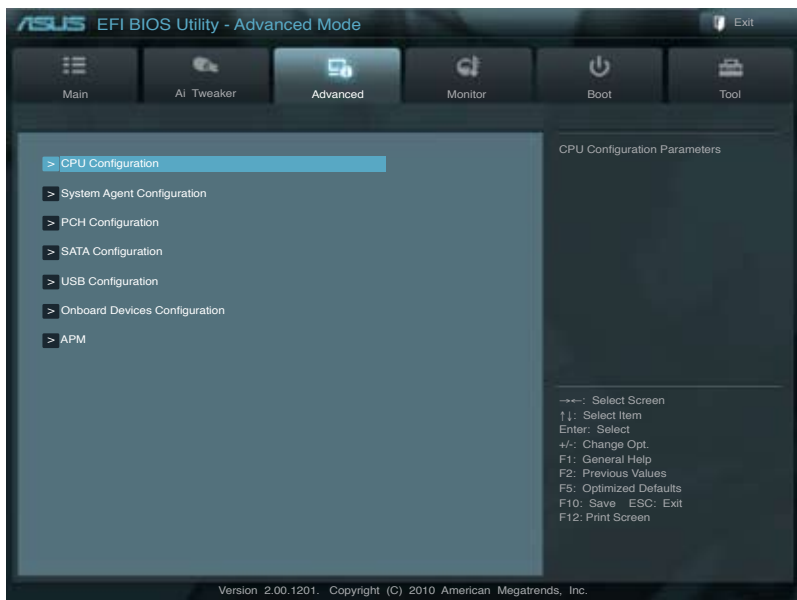 ASUS EFI BIOS Utility - Advanced Mode
Exit
Main
Ai Tweaker
Advanced
Monitor
Boot
Tool
> CPU Configuration
> System Agent Configuration
> PCH Configuration
> SATA Configuration
> USB Configuration
> Onboard Devices Configuration
> APM
CPU Configuration Parameters
→←: Select Screen
↑↓: Select Item
Enter: Select
+/-: Change Opt.
F1: General Help
F2: Previous Values
F5: Optimized Defaults
F10: Save ESC: Exit
F12: Print Screen
Version 2.00.1201. Copyright (C) 2010 American Megatrends, Inc.